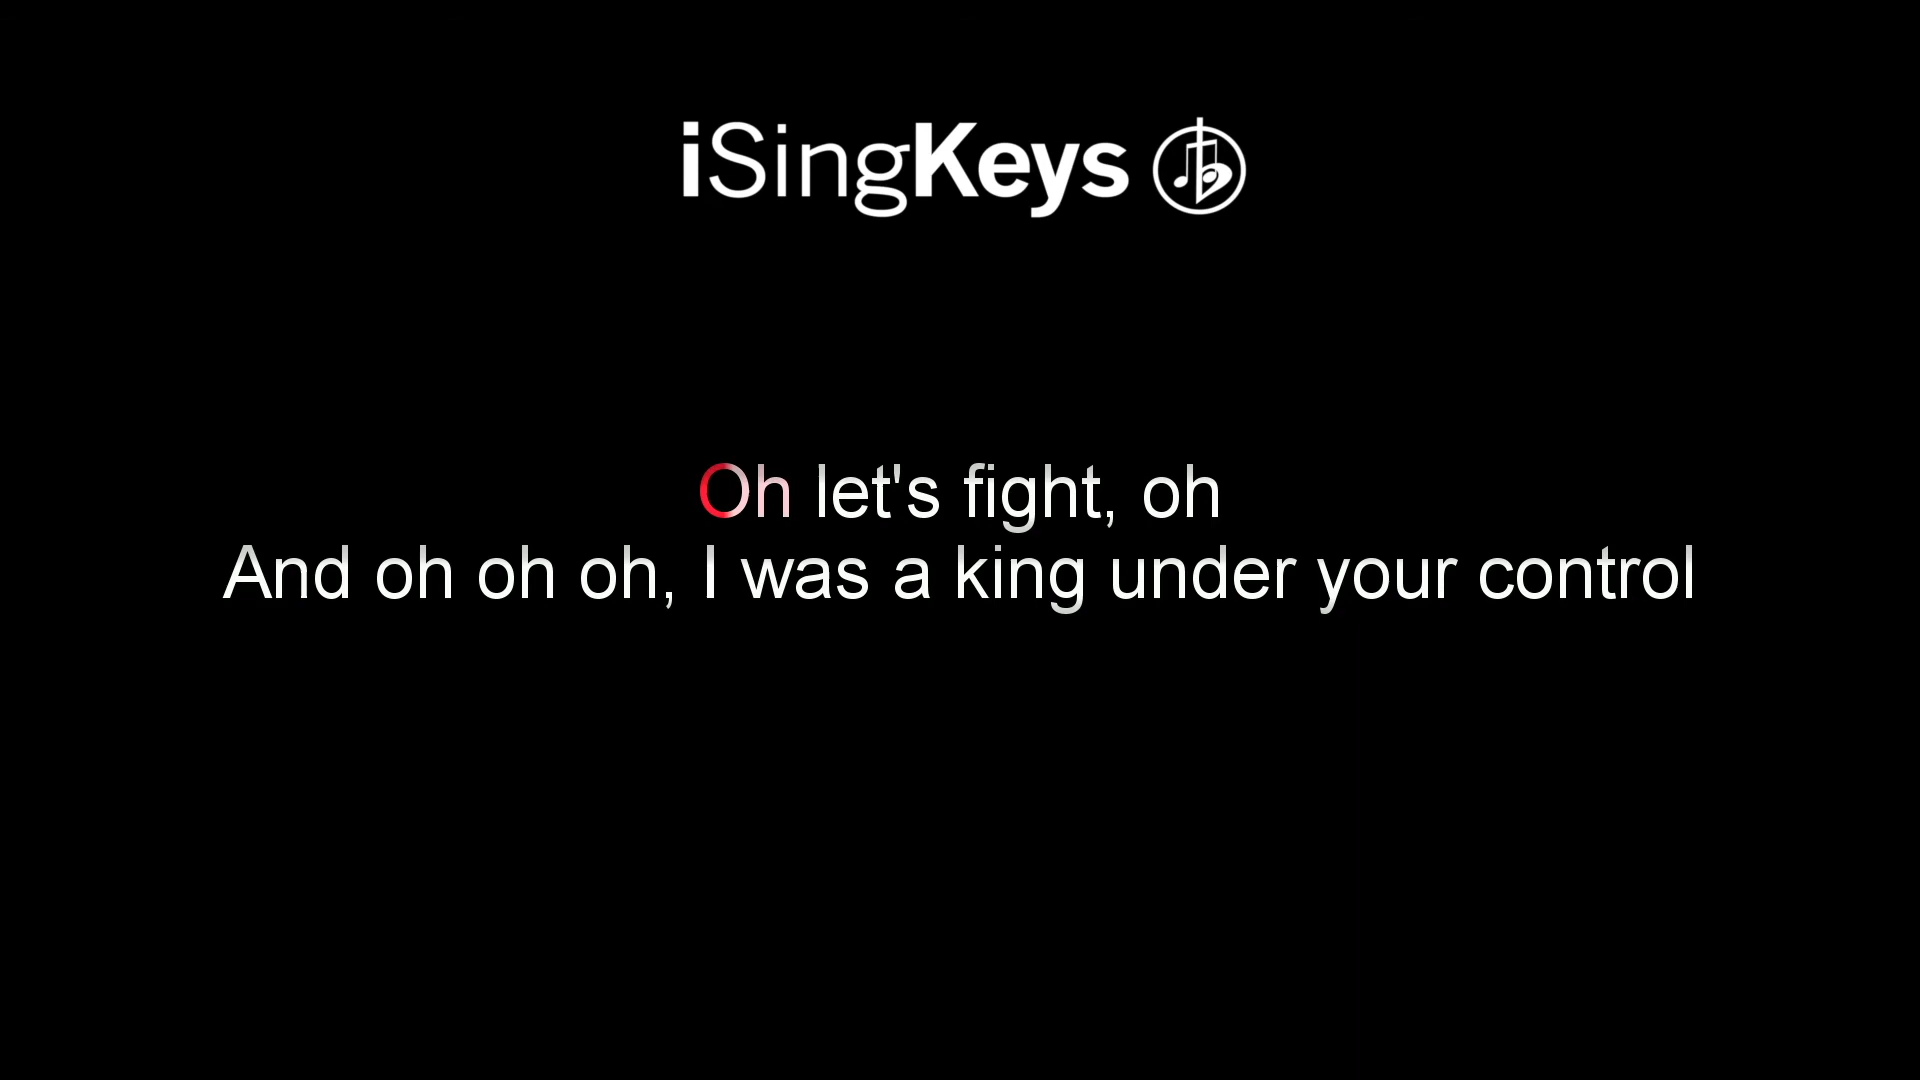 iSingKeys
Oh let's fight, oh
And oh oh oh, I was a king under your control